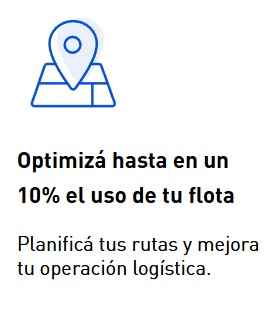 Optimizá hasta en un
10% el uso de tu flota
Planificá tus rutas y mejora
tu operación logística.